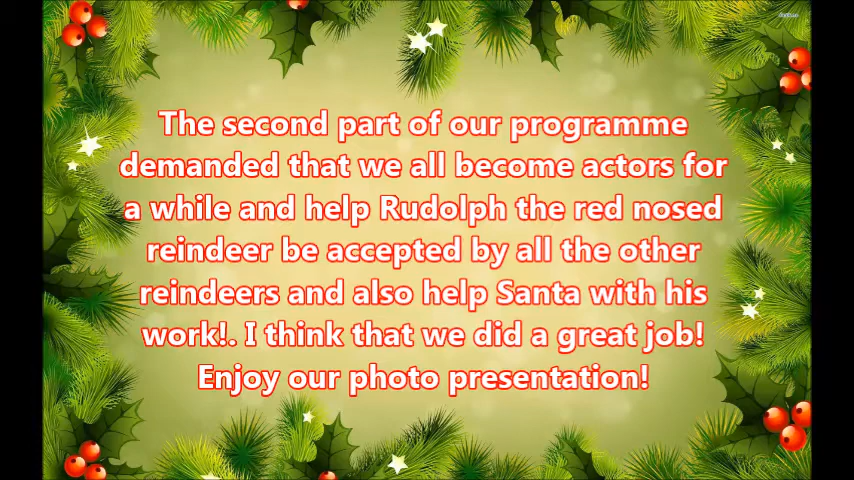 The second part of our programme
demanded that we all become actors for
a while and help Rudolph the red nosed
reindeer be accepted by all the other
reindeers and also help Santa with his
work!. I think that we did a great job!
Enjoy our photo presentation!